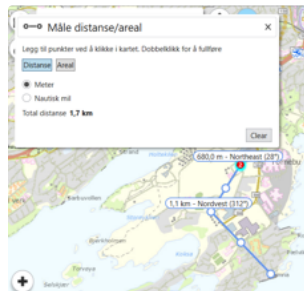 Måle distanse/areal
Legg til punkter ved å klikke i kartet. Dobbelklikk for å fullføre
Distanse Areal
Meter
Nautisk mil
Total distanse 1,7 km
Clear
680,0 m - Northeast (28°)
1,1 km - Nordvest (312°)